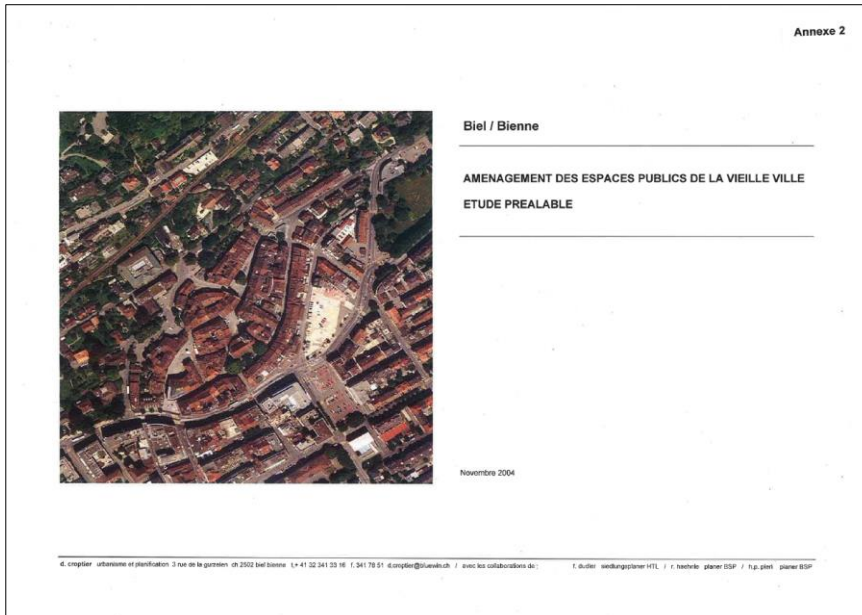 Annexe 2
Biel / Bienne
AMENAGEMENT DES ESPACES PUBLICS DE LA VIEILLE VILLE
ETUDE PREALABLE
Novembre 2004
d. croptier urbanisme et planification 3 rue de la gurzelen ch 2502 biel bienne t.+ 41 32 341 33 16 f. 341 78 51 d.croptier@bluewin.ch / avec les collaborations de : f. dudler siedlungsplaner HTL / r. haehnle planer BSP / h.p. planer BSP